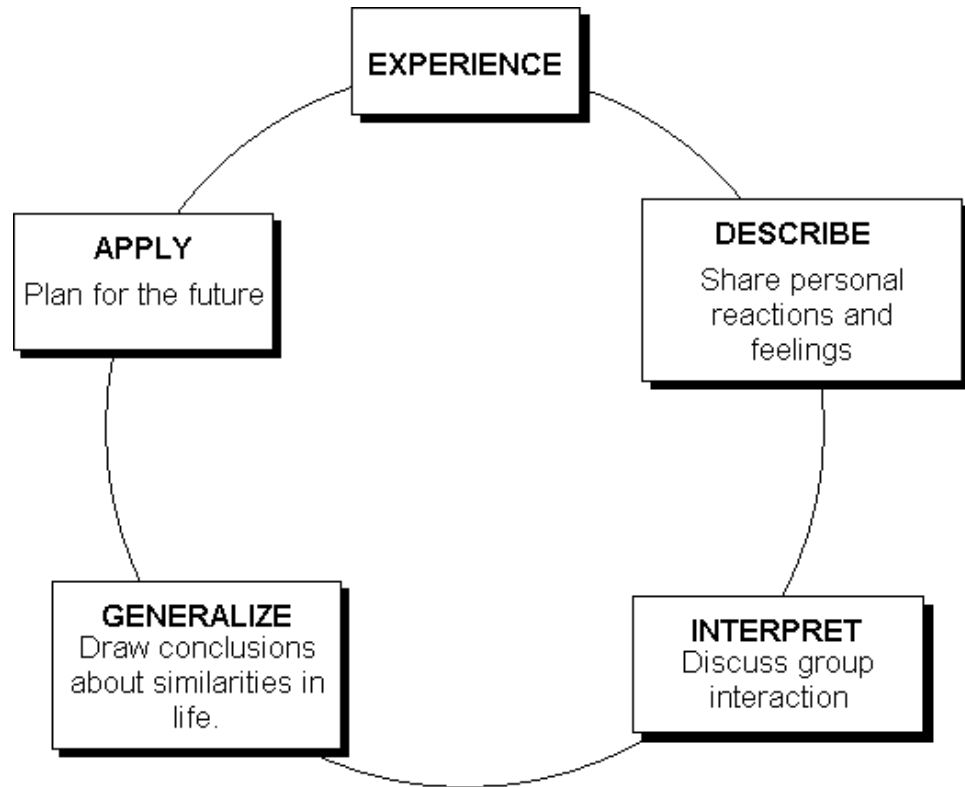 EXPERIENCE
DESCRIBE
Share personal
reactions and
feelings
INTERPRET
Discuss group
interaction
GENERALIZE
Draw conclusions
about similarities in
life.
APPLY
Plan for the future